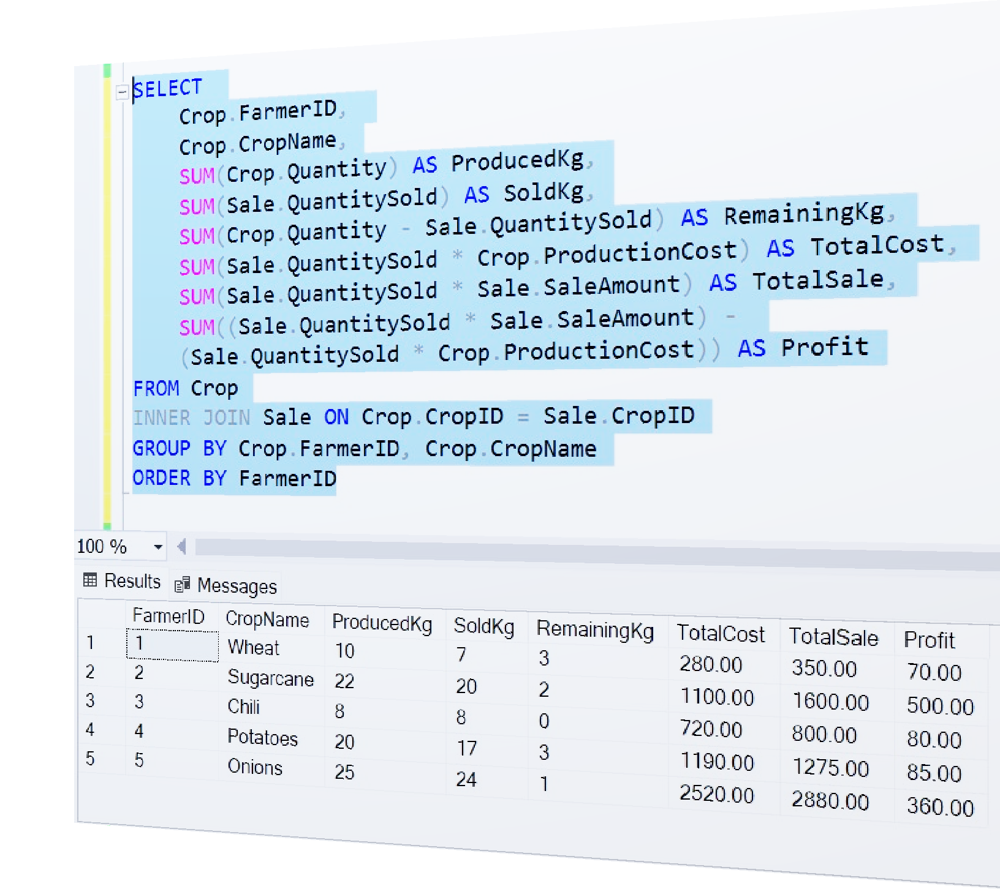 SELECT
Crop.FarmerID,
Crop.CropName,
SUM(Crop.Quantity) AS ProducedKg,
SUM(Sale.QuantitySold) AS SoldKg,
SUM(Crop.Quantity - Sale.QuantitySold) AS RemainingKg,
SUM(Sale.QuantitySold * Crop.ProductionCost) AS TotalCost,
SUM(Sale.QuantitySold * Sale.SaleAmount) AS TotalSale,
SUM((Sale.QuantitySold * Sale.SaleAmount) -
(Sale.QuantitySold * Crop.ProductionCost)) AS Profit
FROM Crop
INNER JOIN Sale ON Crop.CropID = Sale.CropID
GROUP BY Crop.FarmerID, Crop.CropName
ORDER BY FarmerID
100 %
Results Messages
FarmerID CropName ProducedKg SoldKg RemainingKg TotalCost TotalSale Profit
1 1 Wheat 10 7 3 280.00 350.00 70.00
2 2 Sugarcane 22 20 2 1100.00 1600.00 500.00
3 3 Chili 8 8 0 720.00 800.00 80.00
4 4 Potatoes 20 17 3 1190.00 1275.00 85.00
5 5 Onions 25 24 1 2520.00 2880.00 360.00